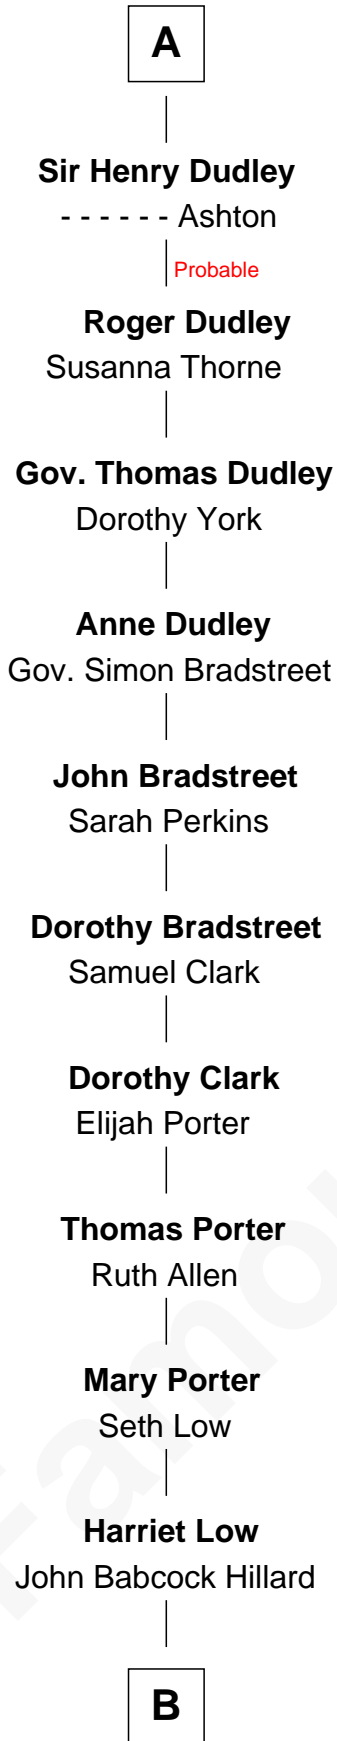 A
Sir Henry Dudley
- - - - - - Ashton
Probable
Roger Dudley
Susanna Thorne
Gov. Thomas Dudley
Dorothy York
Anne Dudley
Gov. Simon Bradstreet
John Bradstreet
Sarah Perkins
Dorothy Bradstreet
Samuel Clark
Dorothy Clark
Elijah Porter
Thomas Porter
Ruth Allen
Mary Porter
Seth Low
Harriet Low
John Babcock Hillard
B
Famou